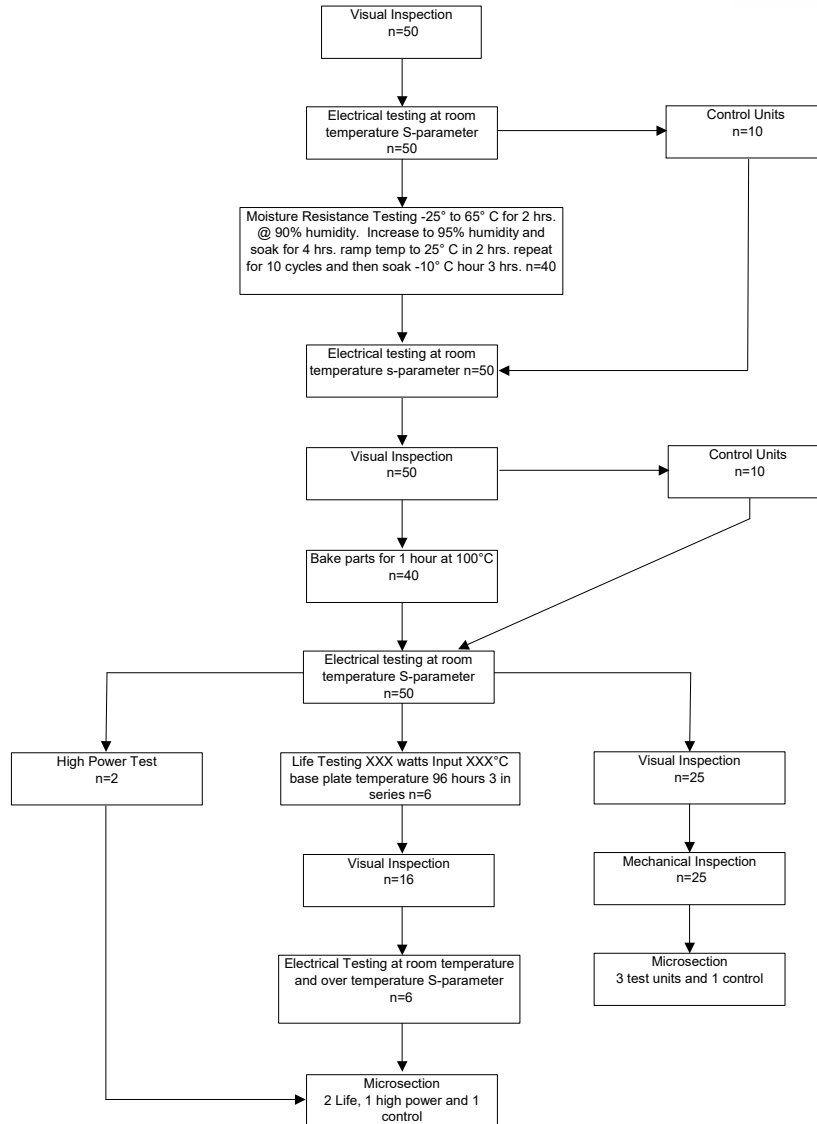 Visual Inspection
n=50
Electrical testing at room
temperature S-parameter
n=50
Control Units
n=10
Moisture Resistance Testing -25° to 65° C for 2 hrs.
@ 90% humidity.  Increase to 95% humidity and
soak for 4 hrs. ramp temp to 25° C in 2 hrs. repeat
for 10 cycles and then soak -10° C hour 3 hrs. n=40
Electrical testing at room
temperature s-parameter n=50
Visual Inspection
n=50
Control Units
n=10
Bake parts for 1 hour at 100°C
n=40
Electrical testing at room
temperature S-parameter
n=50
High Power Test
n=2
Life Testing XXX watts Input XXX°C
base plate temperature 96 hours 3 in
series n=6
Visual Inspection
n=25
Visual Inspection
n=16
Mechanical Inspection
n=25
Electrical Testing at room temperature
and over temperature S-parameter
n=6
Microsection
3 test units and 1 control
Microsection
2 Life, 1 high power and 1
control